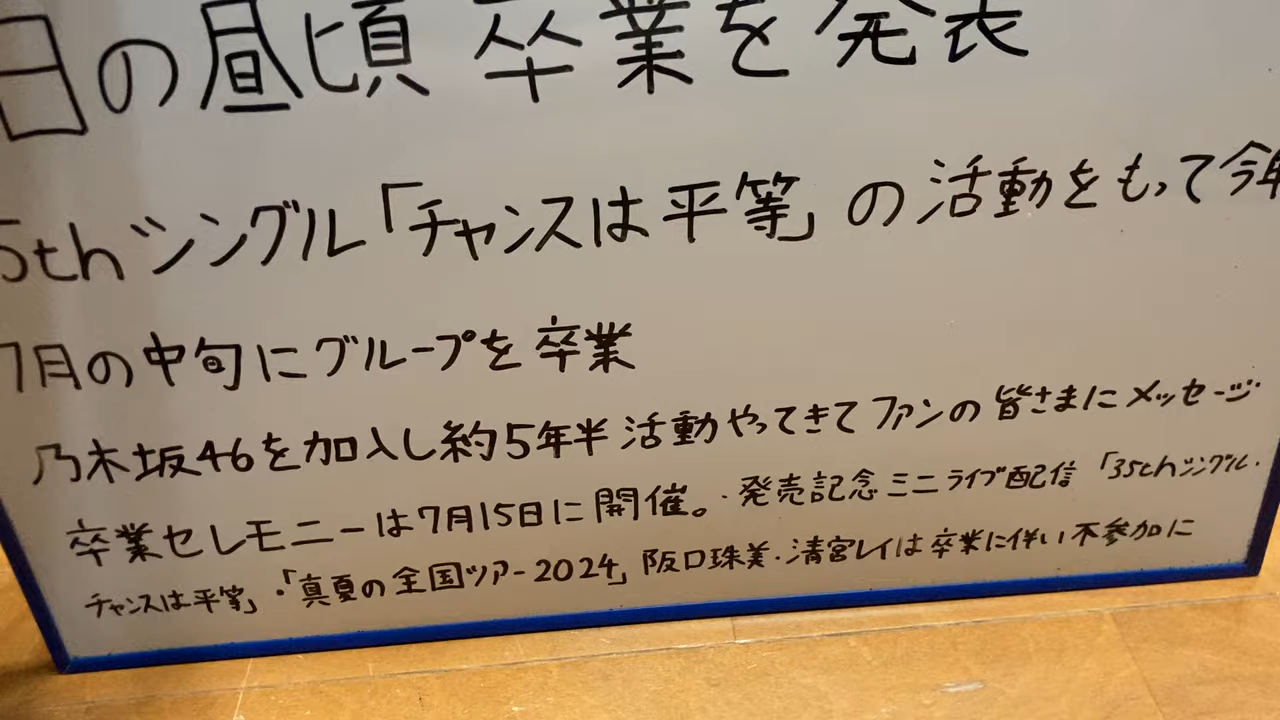 日の昼頃 卒業を発表
5thシングル「チャンスは平等」の活動をもって今年
7月の中旬にグループを卒業
乃木坂46を加入し約5年半活動やってきてファンの皆さまにメッセージ
卒業セレモニーは7月15日に開催。・発売記念ミニライブ配信「35thシングル・
チャンスは平等」・「真夏の全国ツアー2024」阪口珠美・清宮レイは卒業に伴い不参加に